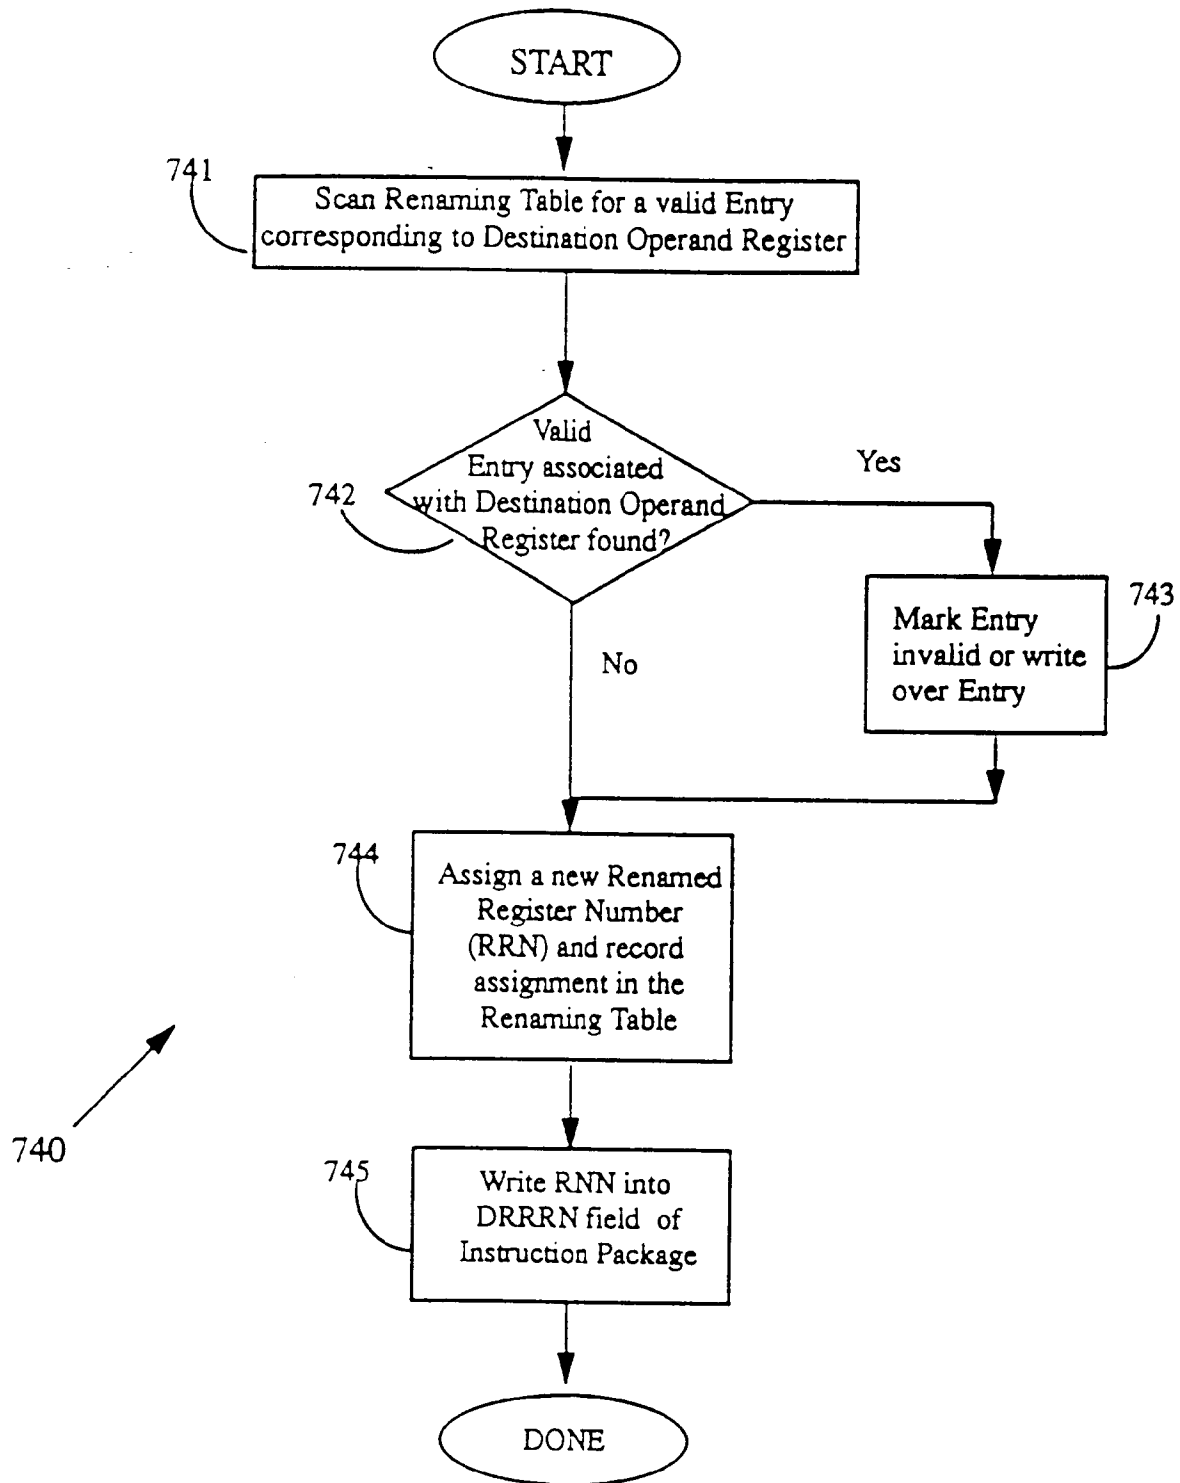 START
741
Scan Renaming Table for a valid Entry
corresponding to Destination Operand Register
Valid
Entry associated
with Destination Operand
Register found?
742
Yes
743
Mark Entry
invalid or write
over Entry
No
744
Assign a new Renamed
Register Number
(RRN) and record
assignment in the
Renaming Table
740
745
Write RNN into
DRRRN field of
Instruction Package
DONE